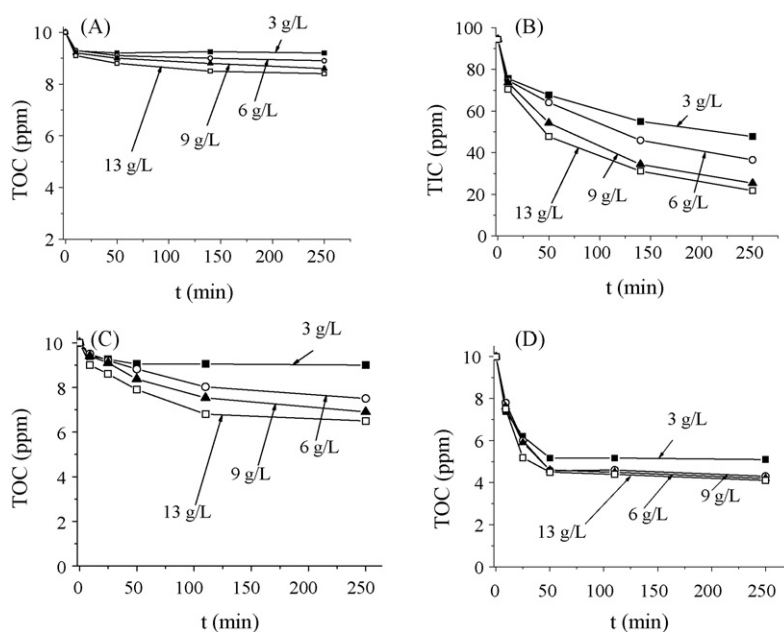 (A)
10
8
6
4
2
TOC (ppm)
3 g/L
6 g/L
9 g/L
13 g/L
0 50 100 150 200 250
t (min)
(B)
100
80
60
40
20
0
TIC (ppm)
3 g/L
6 g/L
9 g/L
13 g/L
0 50 100 150 200 250
t (min)
(C)
10
8
6
4
2
0
TOC (ppm)
3 g/L
6 g/L
9 g/L
13 g/L
0 50 100 150 200 250
t (min)
(D)
10
8
6
4
2
0
TOC (ppm)
3 g/L
9 g/L
6 g/L
13 g/L
0 50 100 150 200 250
t (min)